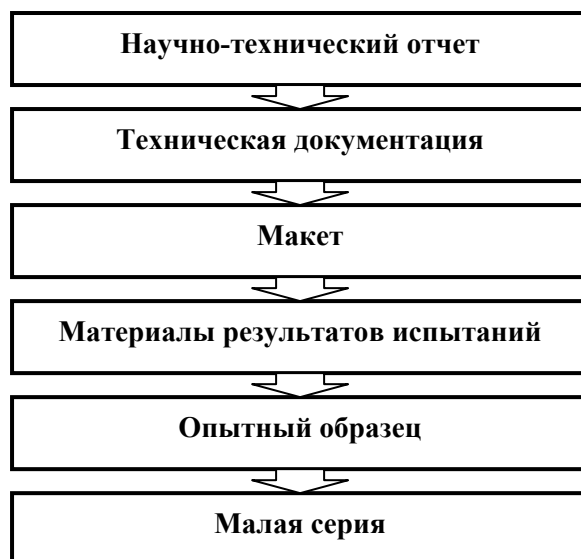 Научно-технический отчет
Техническая документация
Макет
Материалы результатов испытаний
Опытный образец
Малая серия